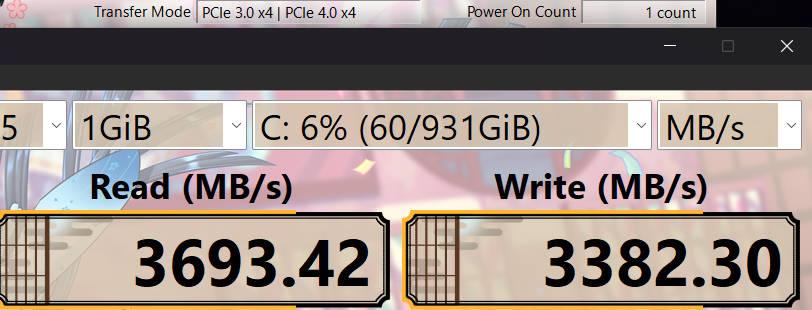 Transfer Mode PCIe 3.0 x4 | PCIe 4.0 x4 Power On Count 1 count
5 1GiB C: 6% (60/931GiB) MB/s
Read (MB/s) Write (MB/s)
3693.42 3382.30